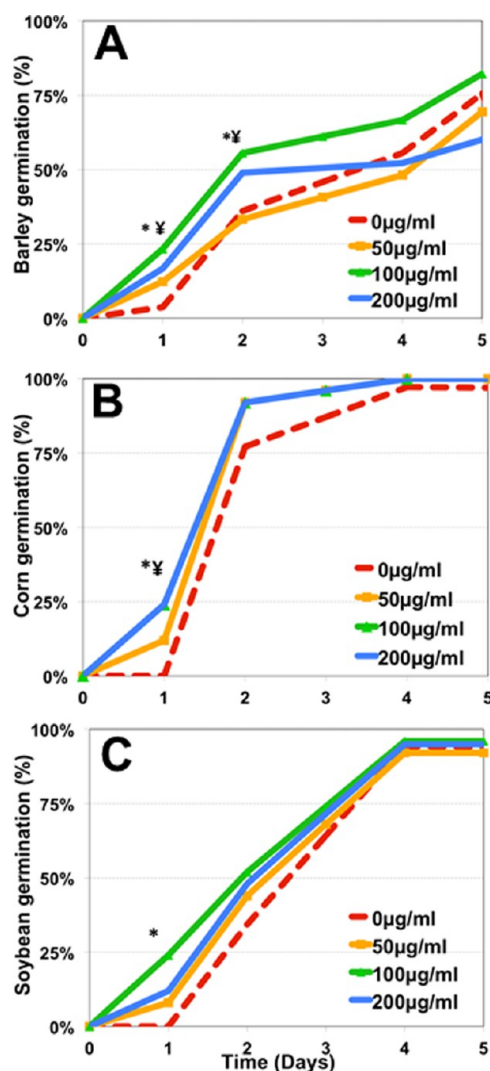 A
Barley germination (%)
100%
75%
50%
25%
0%
* ¥
*¥
0µg/ml
50µg/ml
100µg/ml
200µg/ml
0 1 2 3 4 5
B
Corn germination (%)
100%
75%
50%
25%
0%
*¥
0µg/ml
50µg/ml
100µg/ml
200µg/ml
0 1 2 3 4 5
C
Soybean germination (%)
100%
75%
50%
25%
0%
*
0µg/ml
50µg/ml
100µg/ml
200µg/ml
0 1 2 3 4 5
Time (Days)